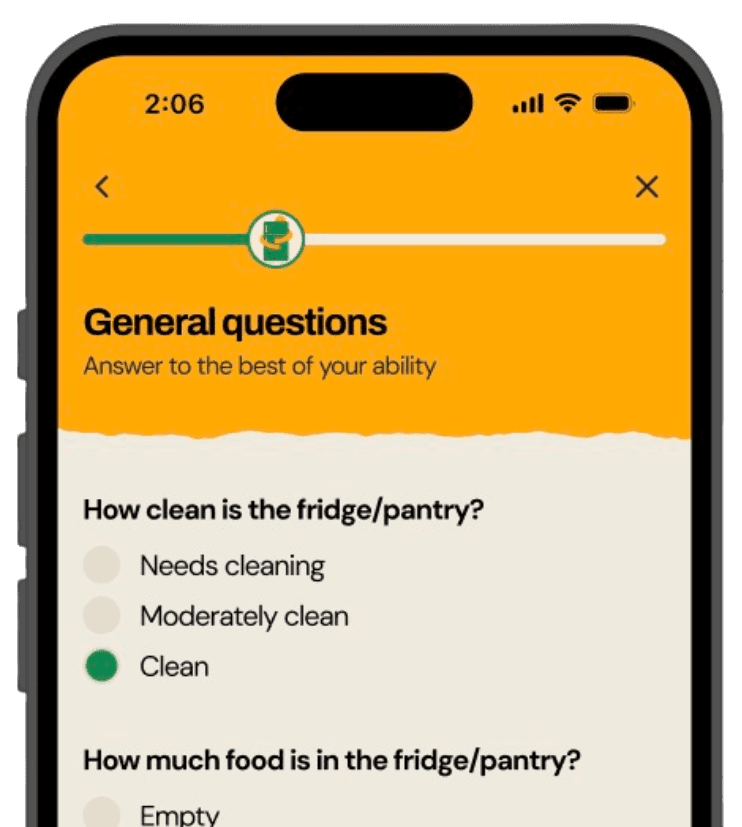 2:06
General questions
Answer to the best of your ability
How clean is the fridge/pantry?
Needs cleaning
Moderately clean
Clean
How much food is in the fridge/pantry?
Empty